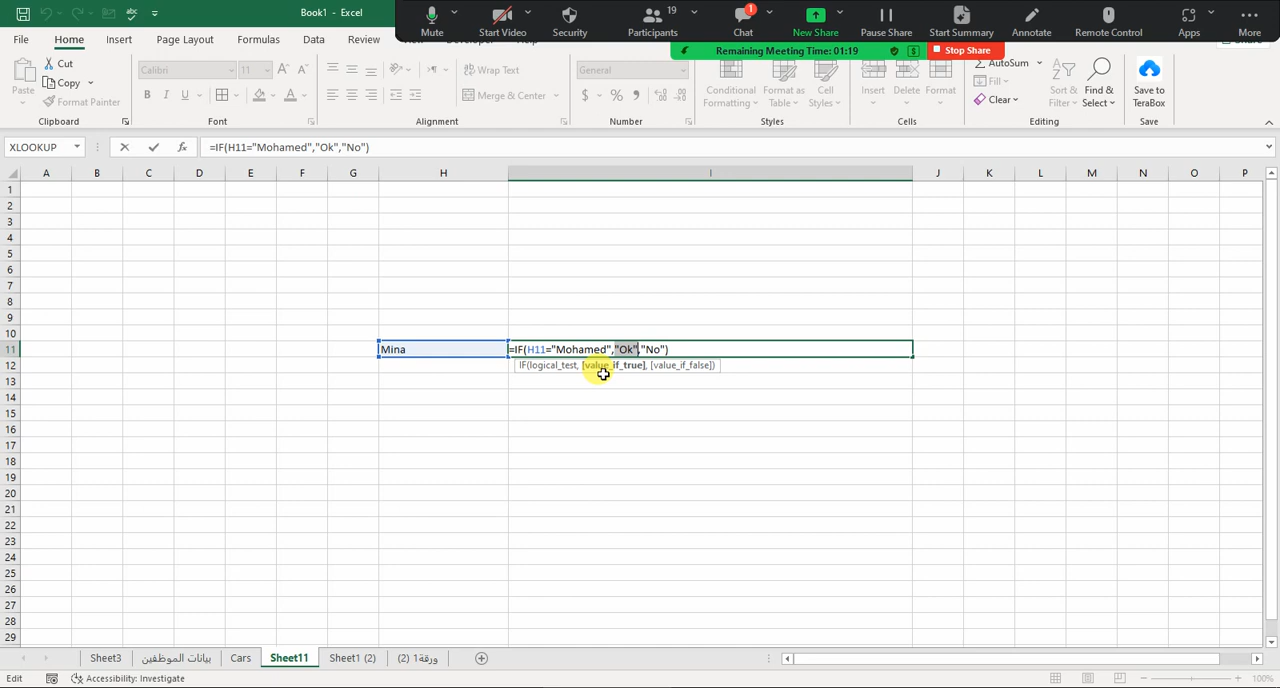 Book1 - Excel
19
1
Mute
Start Video
Security
Participants
Chat
New Share
Pause Share
Start Summary
Annotate
Remote Control
Apps
More
Remaining Meeting Time: 01:19
Stop Share
File
Home
Insert
Page Layout
Formulas
Data
Review
Cut
Copy
Format Painter
Paste
Clipboard
Calibri
11
B
I
U
Font
Wrap Text
Merge & Center
Alignment
General
$ % ,
Number
Conditional Formatting
Format as Table
Cell Styles
Styles
Insert
Delete
Format
Cells
AutoSum
Fill
Clear
Sort & Filter
Find & Select
Editing
Save to TeraBox
Save
XLOOKUP
fx
=IF(H11="Mohamed","Ok","No")
A B C D E F G H I J K L M N O P
1
2
3
4
5
6
7
8
9
10
11 Mina =IF(H11="Mohamed","Ok","No")
12 IF(logical_test, [value_if_true], [value_if_false])
13
14
15
16
17
18
19
20
21
22
23
24
25
26
27
28
29
Sheet3
بيانات الموظفين
Cars
Sheet11
Sheet1 (2)
ورقة1 (2)
Edit
Accessibility: Investigate
100%